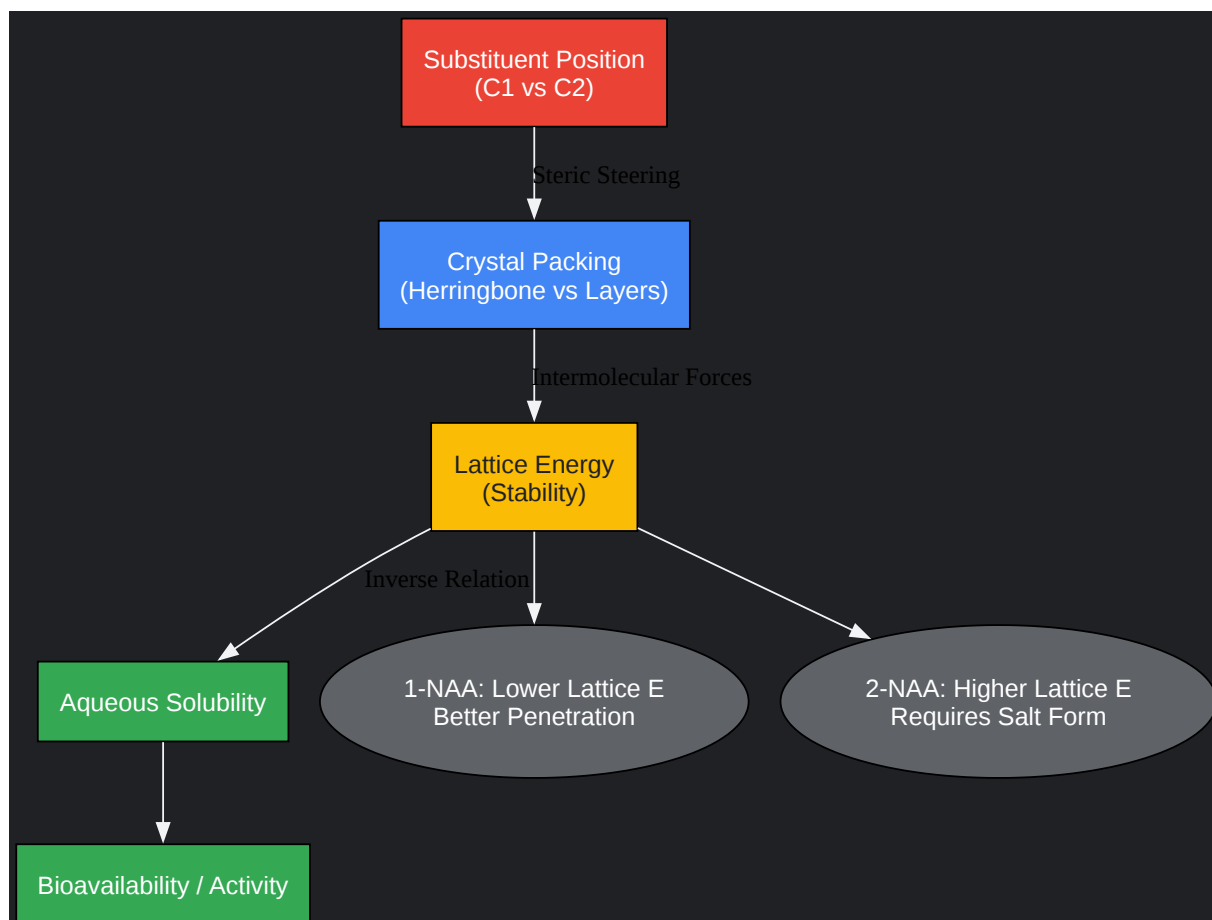 Substituent Position
(C1 vs C2)
Steric Steering
Crystal Packing
(Herringbone vs Layers)
Intermolecular Forces
Lattice Energy
(Stability)
Inverse Relation
Aqueous Solubility
1-NAA: Lower Lattice E
Better Penetration
2-NAA: Higher Lattice E
Requires Salt Form
Bioavailability / Activity